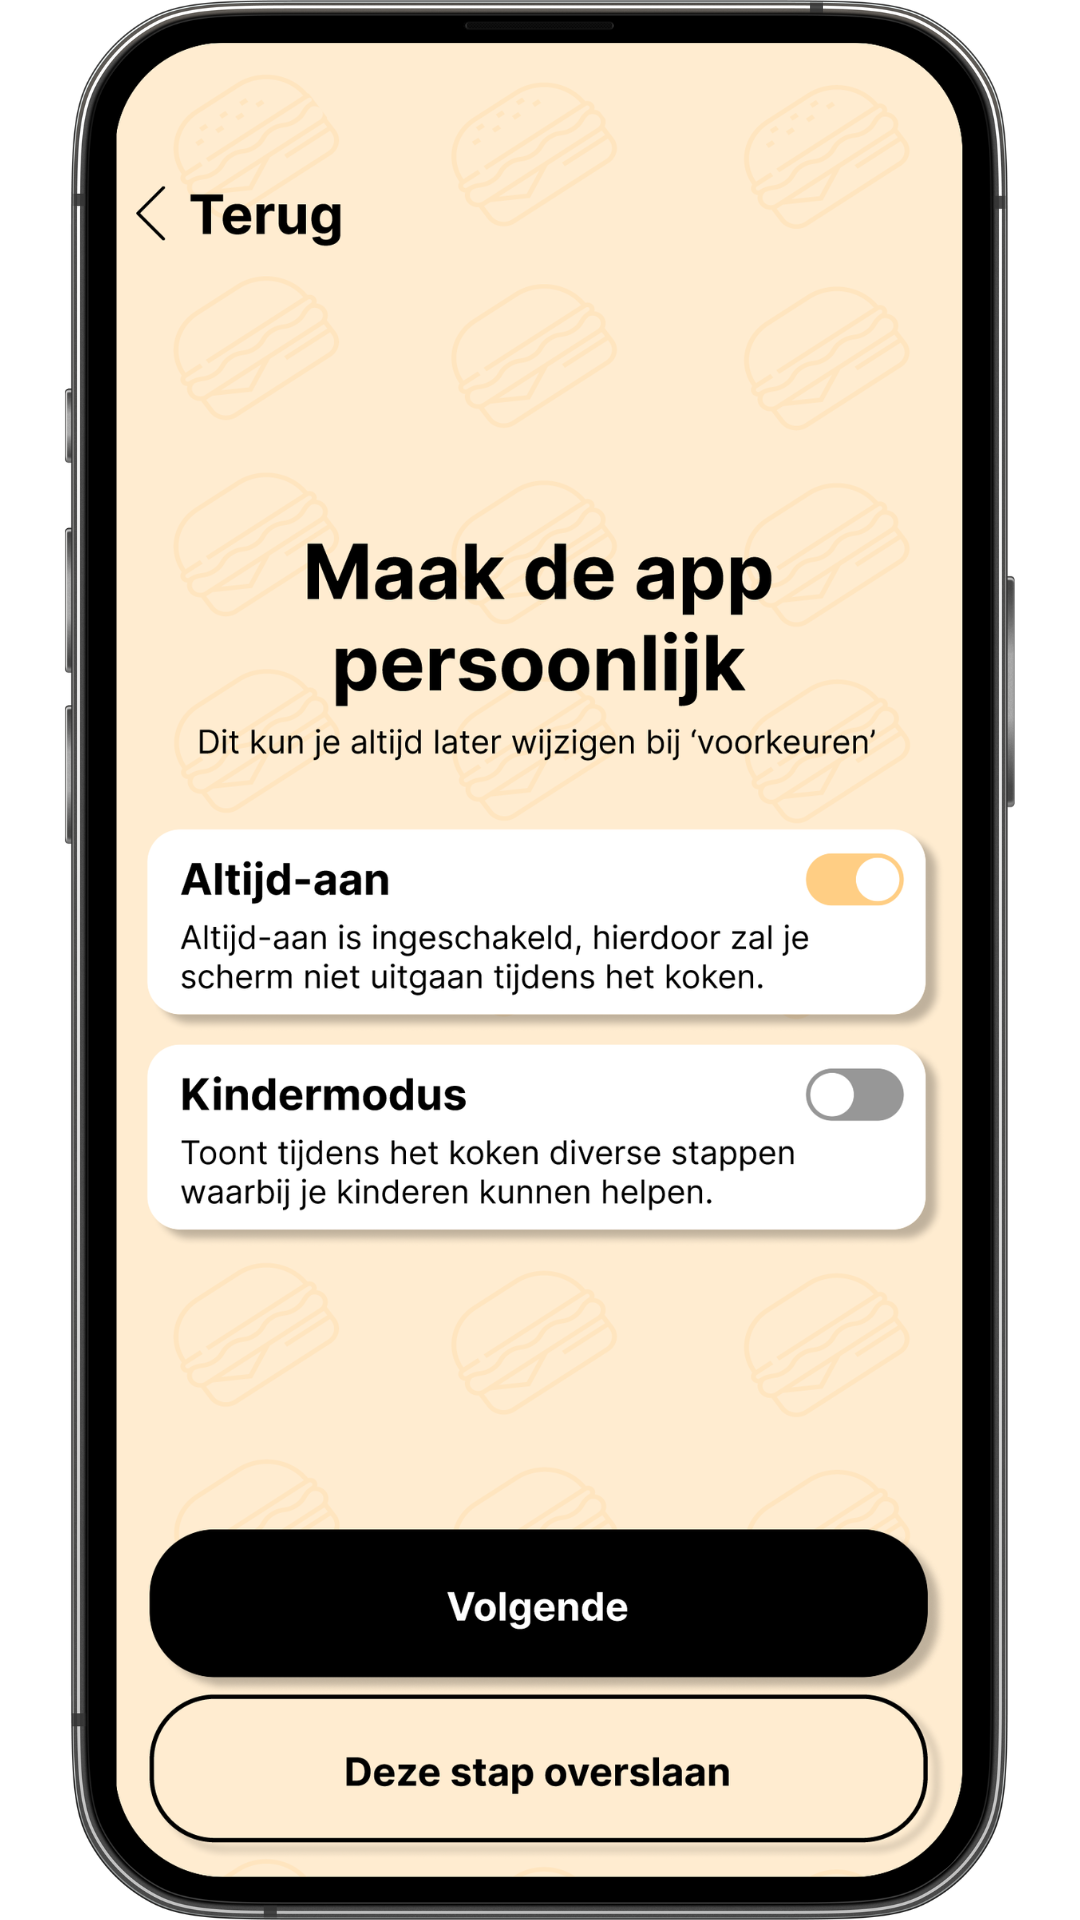 Terug
Maak de app
persoonlijk
Dit kun je altijd later wijzigen bij ‘voorkeuren’
Altijd-aan
Altijd-aan is ingeschakeld, hierdoor zal je
scherm niet uitgaan tijdens het koken.
Kindermodus
Toont tijdens het koken diverse stappen
waarbij je kinderen kunnen helpen.
Volgende
Deze stap overslaan